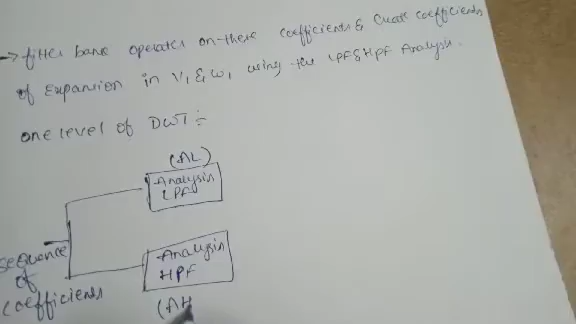 → filter bank operates on these coefficients & Create coefficients
of Expansion in V₁ & W₁ using the LPF & HPF Analysis.
one level of DWT :-
(AL)
Analysis
LPF
sequence
of
coefficients
Analysis
HPF
(AH